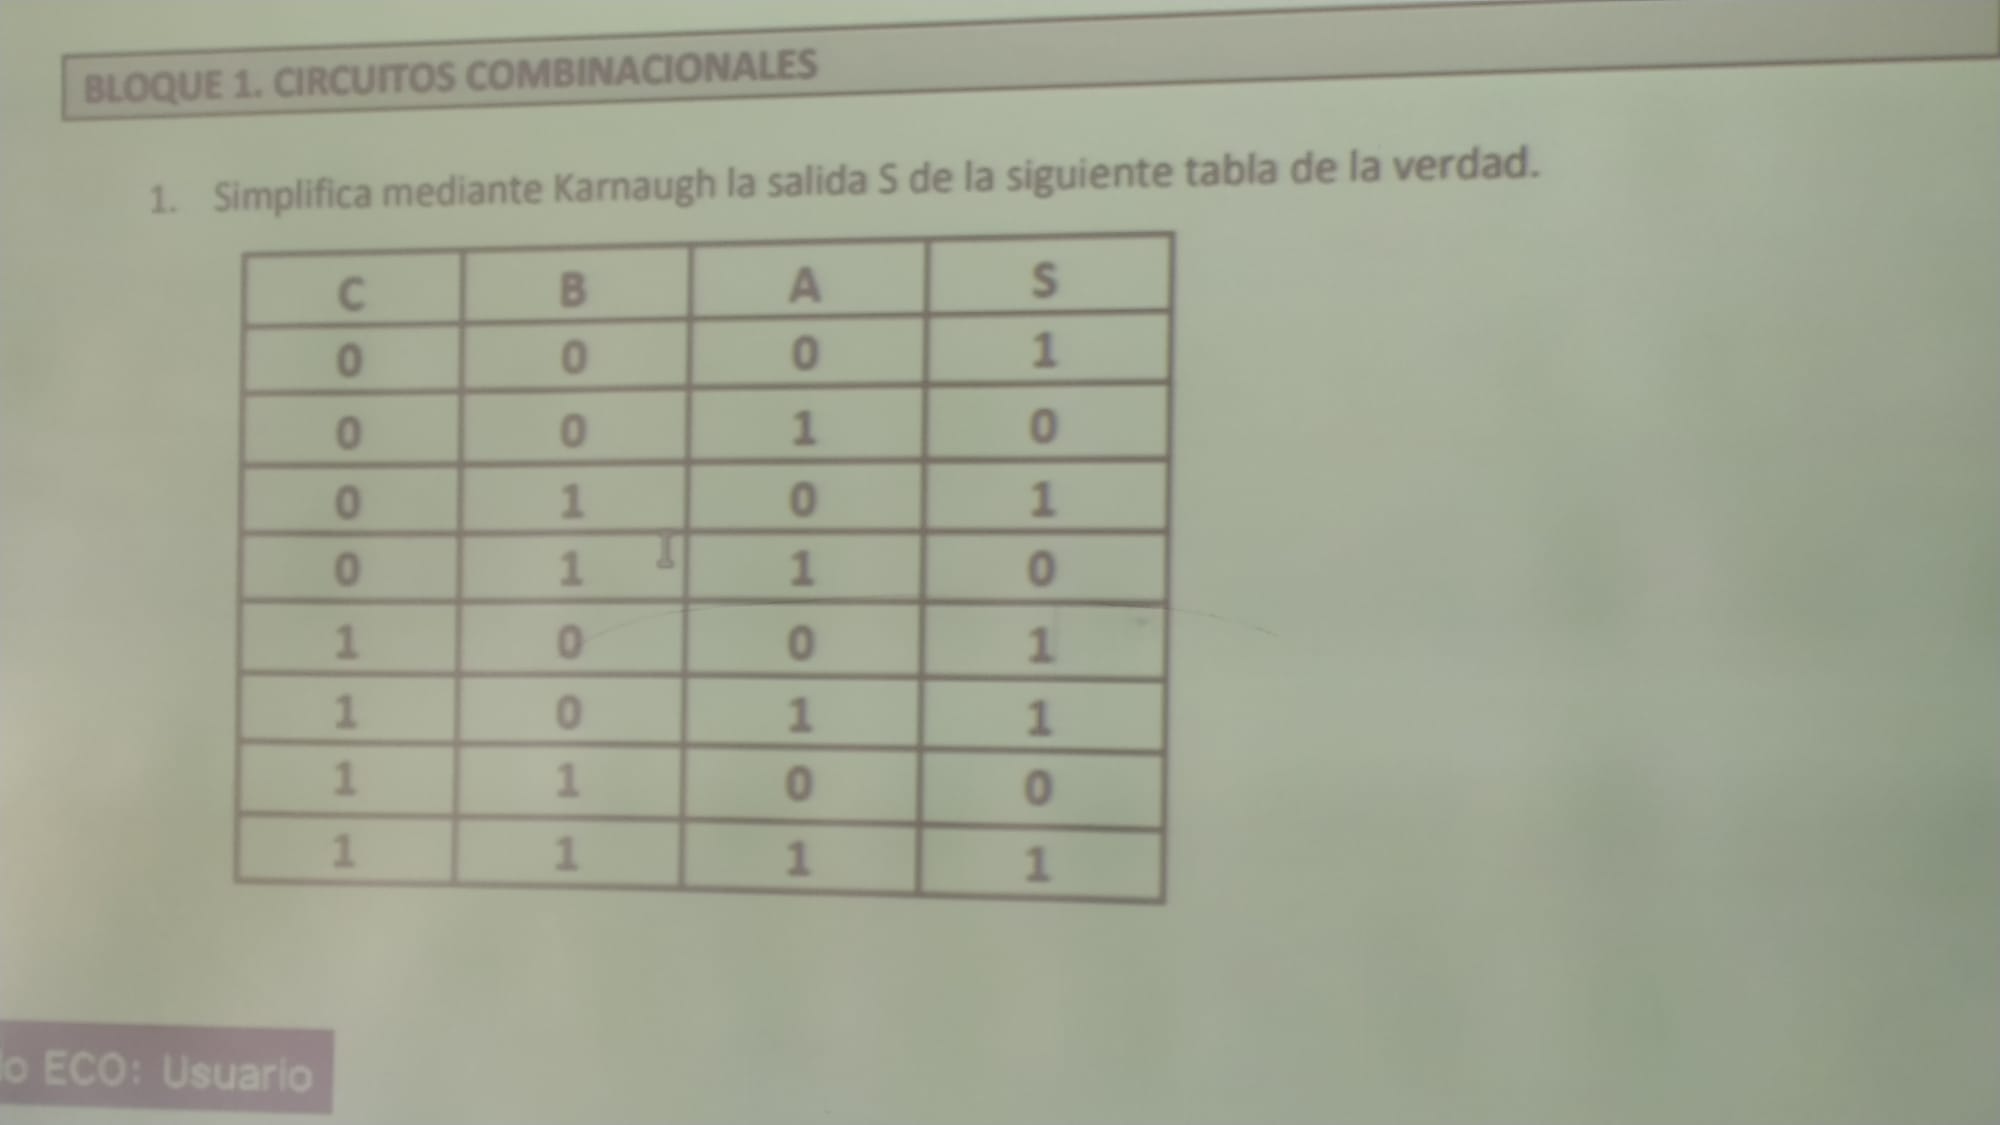 BLOQUE 1. CIRCUITOS COMBINACIONALES
1. Simplifica mediante Karnaugh la salida S de la siguiente tabla de la verdad.
C B A S
0 0 0 1
0 0 1 0
0 1 0 1
0 1 1 0
1 0 0 1
1 0 1 1
1 1 0 0
1 1 1 1
o ECO: Usuario